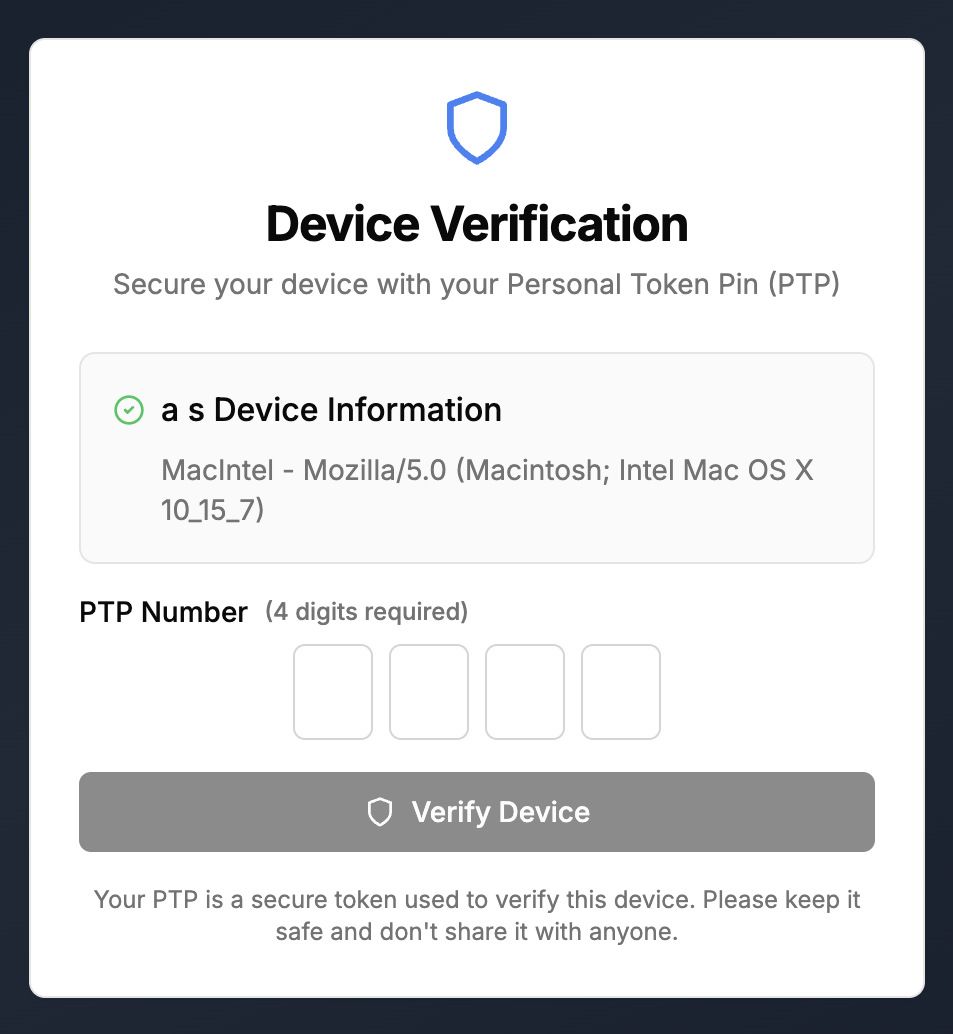 Device Verification
Secure your device with your Personal Token Pin (PTP)
a s Device Information
MacIntel - Mozilla/5.0 (Macintosh; Intel Mac OS X
10_15_7)
PTP Number (4 digits required)
Verify Device
Your PTP is a secure token used to verify this device. Please keep it
safe and don't share it with anyone.